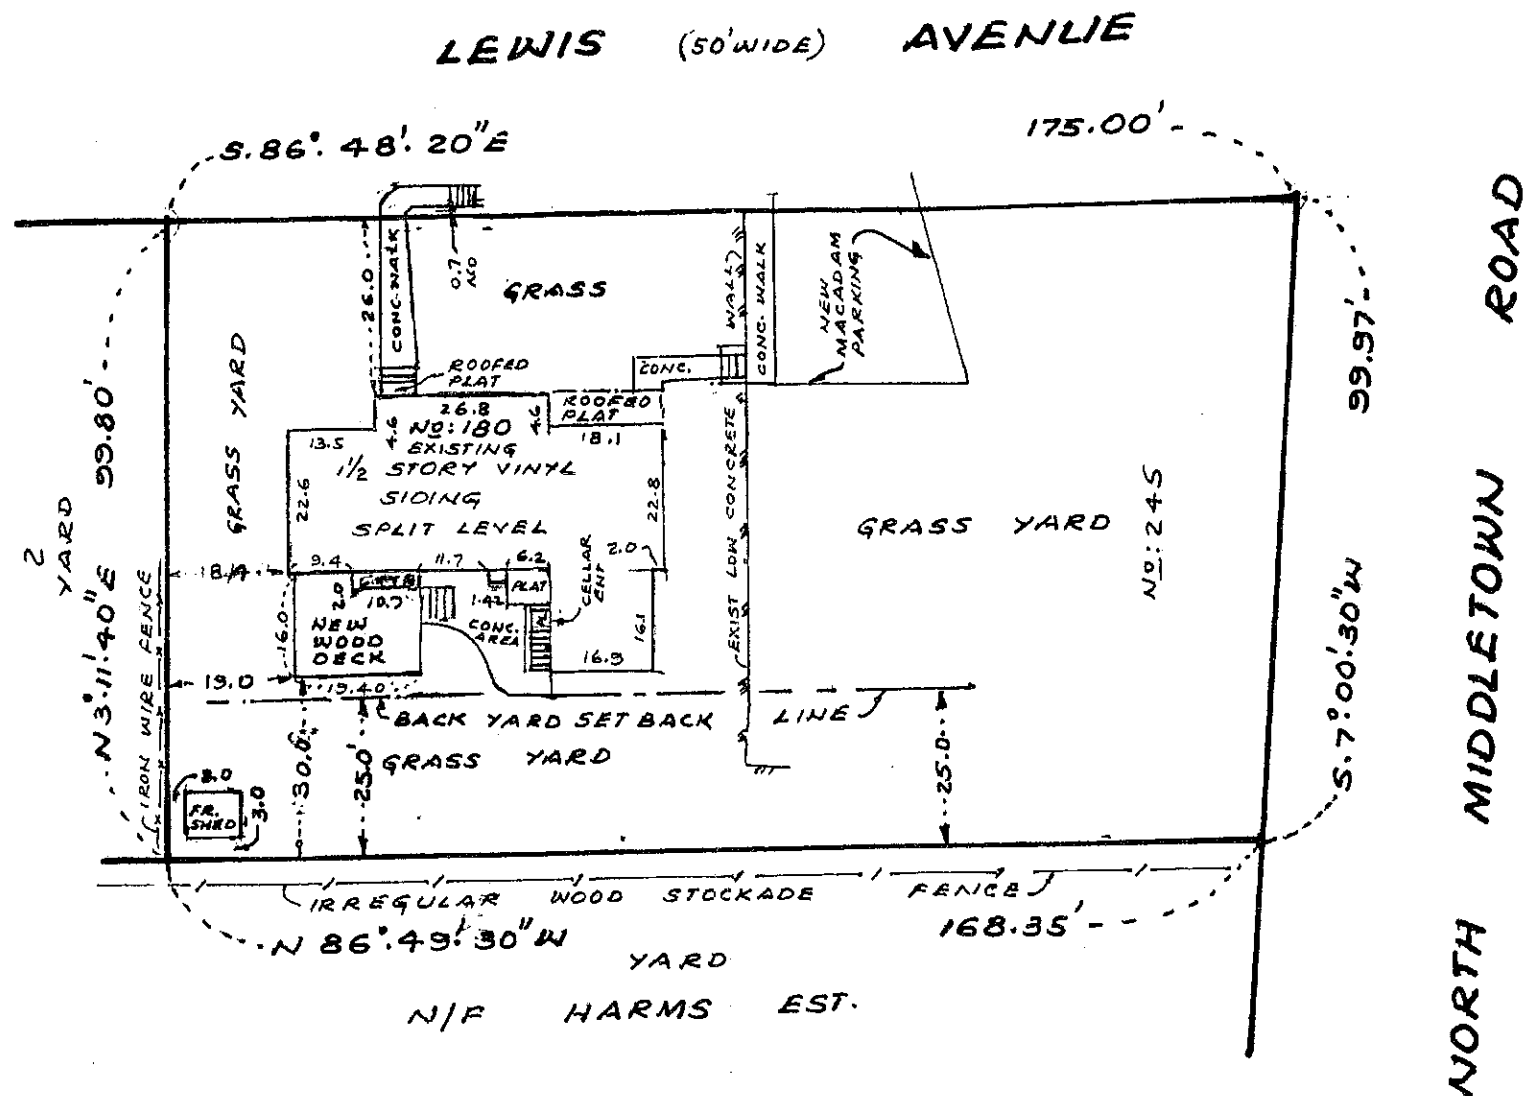 LEWIS (50'WIDE) AVENUE
S.86°. 48'. 20"E
175.00'
ROAD
MIDDLETOWN
NORTH
99.97'
S.7°.00'.30"W
99.80'
N3°.11'.40"E
2
YARD
GRASS YARD
IRON WIRE FENCE
26.0
CONC. WALK
0.7
NO
GRASS
WALL
CONC. WALK
NEW
MACADAM
PARKING
ROOFED
PLAT
CONC.
ROOFED
PLAT
26.8
4.6
4.6
13.5
18.1
No:180
EXISTING
1 1/2 STORY VINYL
SIDING
SPLIT LEVEL
22.6
22.8
EXIST LOW CONCRETE
GRASS YARD
No:245
18.4
9.4
11.7
6.2
2.0
CELLAR
ENT
PLAT
2.0
10.7
1.42
CONC.
AREA
PL
16.0
NEW
WOOD
DECK
16.1
16.9
19.0
19.40
BACK YARD SET BACK LINE
30.0
25.0'
GRASS YARD
25.0
3.0
FR.
SHED
3.0
IRREGULAR WOOD STOCKADE FENCE
N 86°.49'.30"W
168.35'
YARD
N/F HARMS EST.